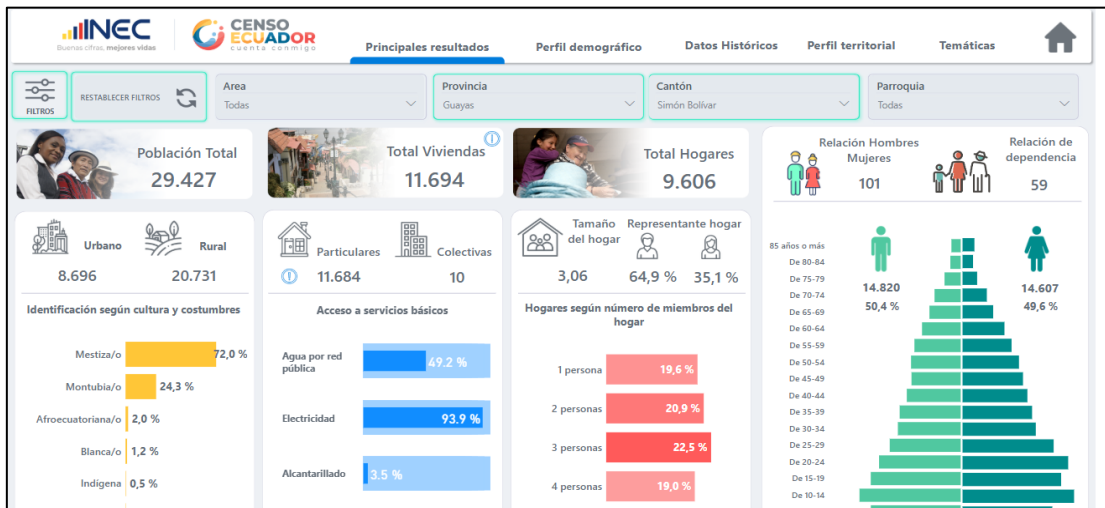 INEC
Buenas cifras, mejores vidas
CENSO
ECUADOR
cuenta conmigo
Principales resultados
Perfil demográfico
Datos Históricos
Perfil territorial
Temáticas
FILTROS
RESTABLECER FILTROS
Area
Todas
Provincia
Guayas
Cantón
Simón Bolívar
Parroquia
Todas
Población Total
29.427
Total Viviendas
11.694
Total Hogares
9.606
Relación Hombres
Mujeres
101
Relación de
dependencia
59
Urbano
8.696
Rural
20.731
Identificación según cultura y costumbres
Mestiza/o 72,0 %
Montubia/o 24,3 %
Afroecuatoriana/o 2,0 %
Blanca/o 1,2 %
Indígena 0,5 %
Particulares
11.684
Colectivas
10
Acceso a servicios básicos
Agua por red
pública
49.2 %
Electricidad 93.9 %
Alcantarillado 3.5 %
Tamaño
del hogar
3,06
Representante hogar
64,9 % 35,1 %
Hogares según número de miembros del
hogar
1 persona 19,6 %
2 personas 20,9 %
3 personas 22,5 %
4 personas 19,0 %
14.820
50,4 %
14.607
49,6 %
85 años o más
De 80-84
De 75-79
De 70-74
De 65-69
De 60-64
De 55-59
De 50-54
De 45-49
De 40-44
De 35-39
De 30-34
De 25-29
De 20-24
De 15-19
De 10-14